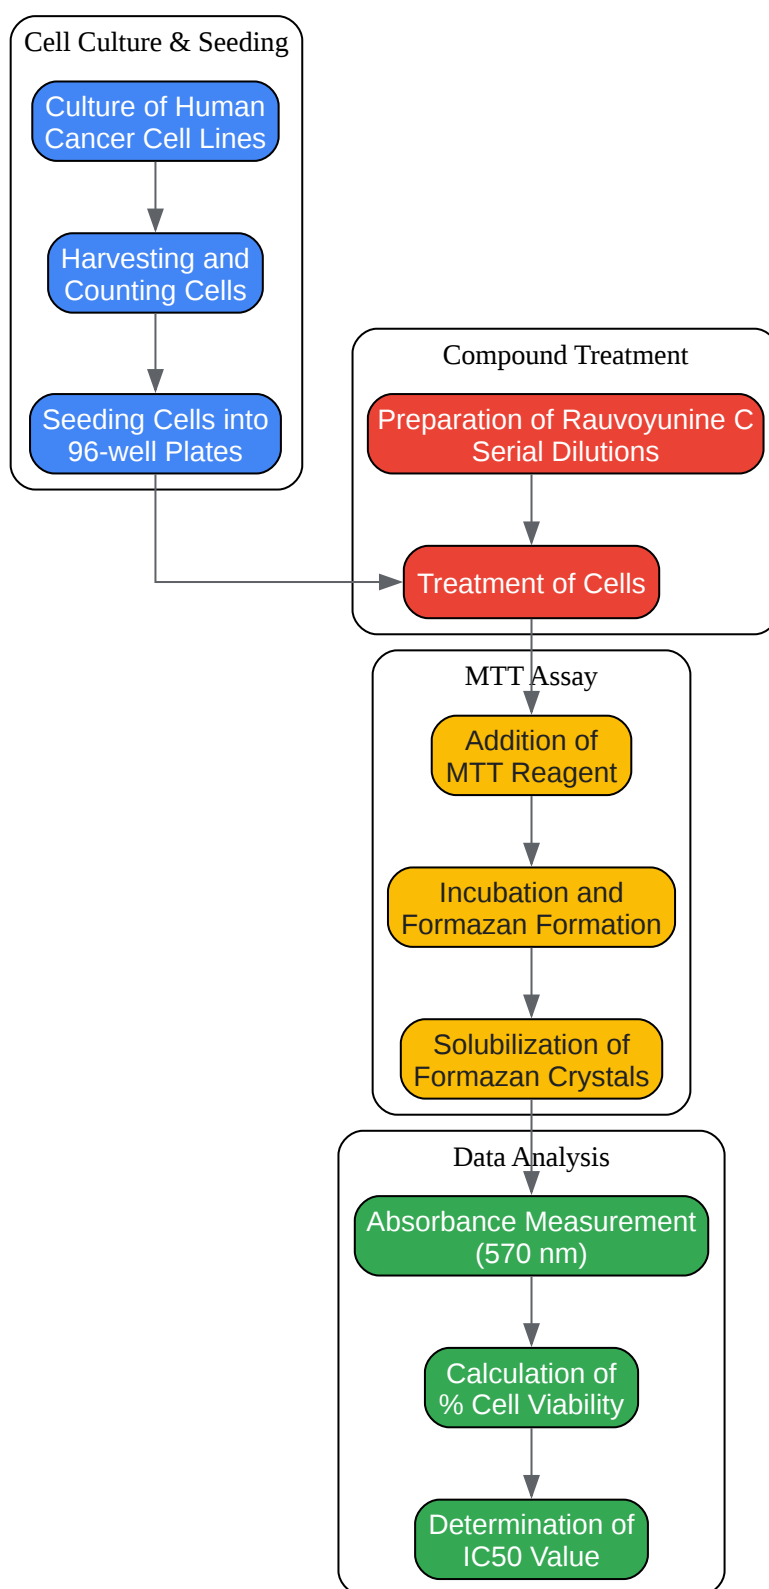 Cell Culture & Seeding
Culture of Human
Cancer Cell Lines
Harvesting and
Counting Cells
Seeding Cells into
96-well Plates
Compound Treatment
Preparation of Rauvoyunine C
Serial Dilutions
Treatment of Cells
MTT Assay
Addition of
MTT Reagent
Incubation and
Formazan Formation
Solubilization of
Formazan Crystals
Data Analysis
Absorbance Measurement
(570 nm)
Calculation of
% Cell Viability
Determination of
IC50 Value